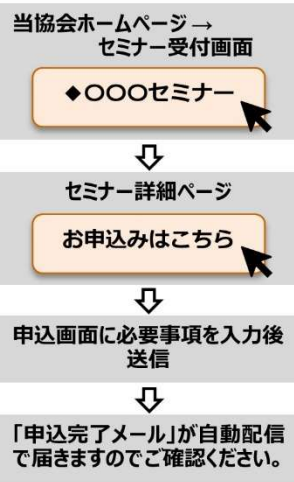 当協会ホームページ→
セミナー受付画面
◆〇〇〇セミナー
セミナー詳細ページ
お申込みはこちら
申込画面に必要事項を入力後
送信
「申込完了メール」が自動配信
で届きますのでご確認ください。